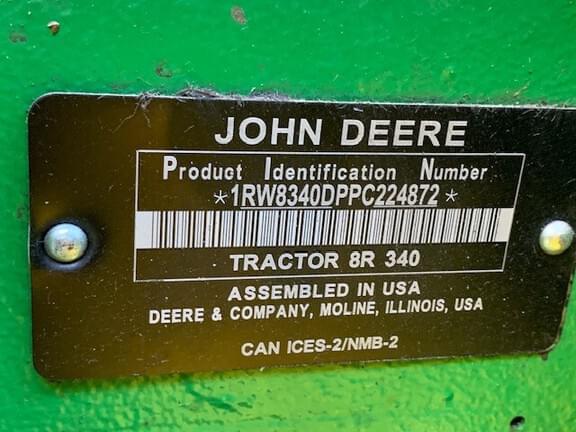 JOHN DEERE
Product Identification Number
*1RW8340DPPC224872*
TRACTOR 8R 340
ASSEMBLED IN USA
DEERE & COMPANY, MOLINE, ILLINOIS, USA
CAN ICES-2/NMB-2